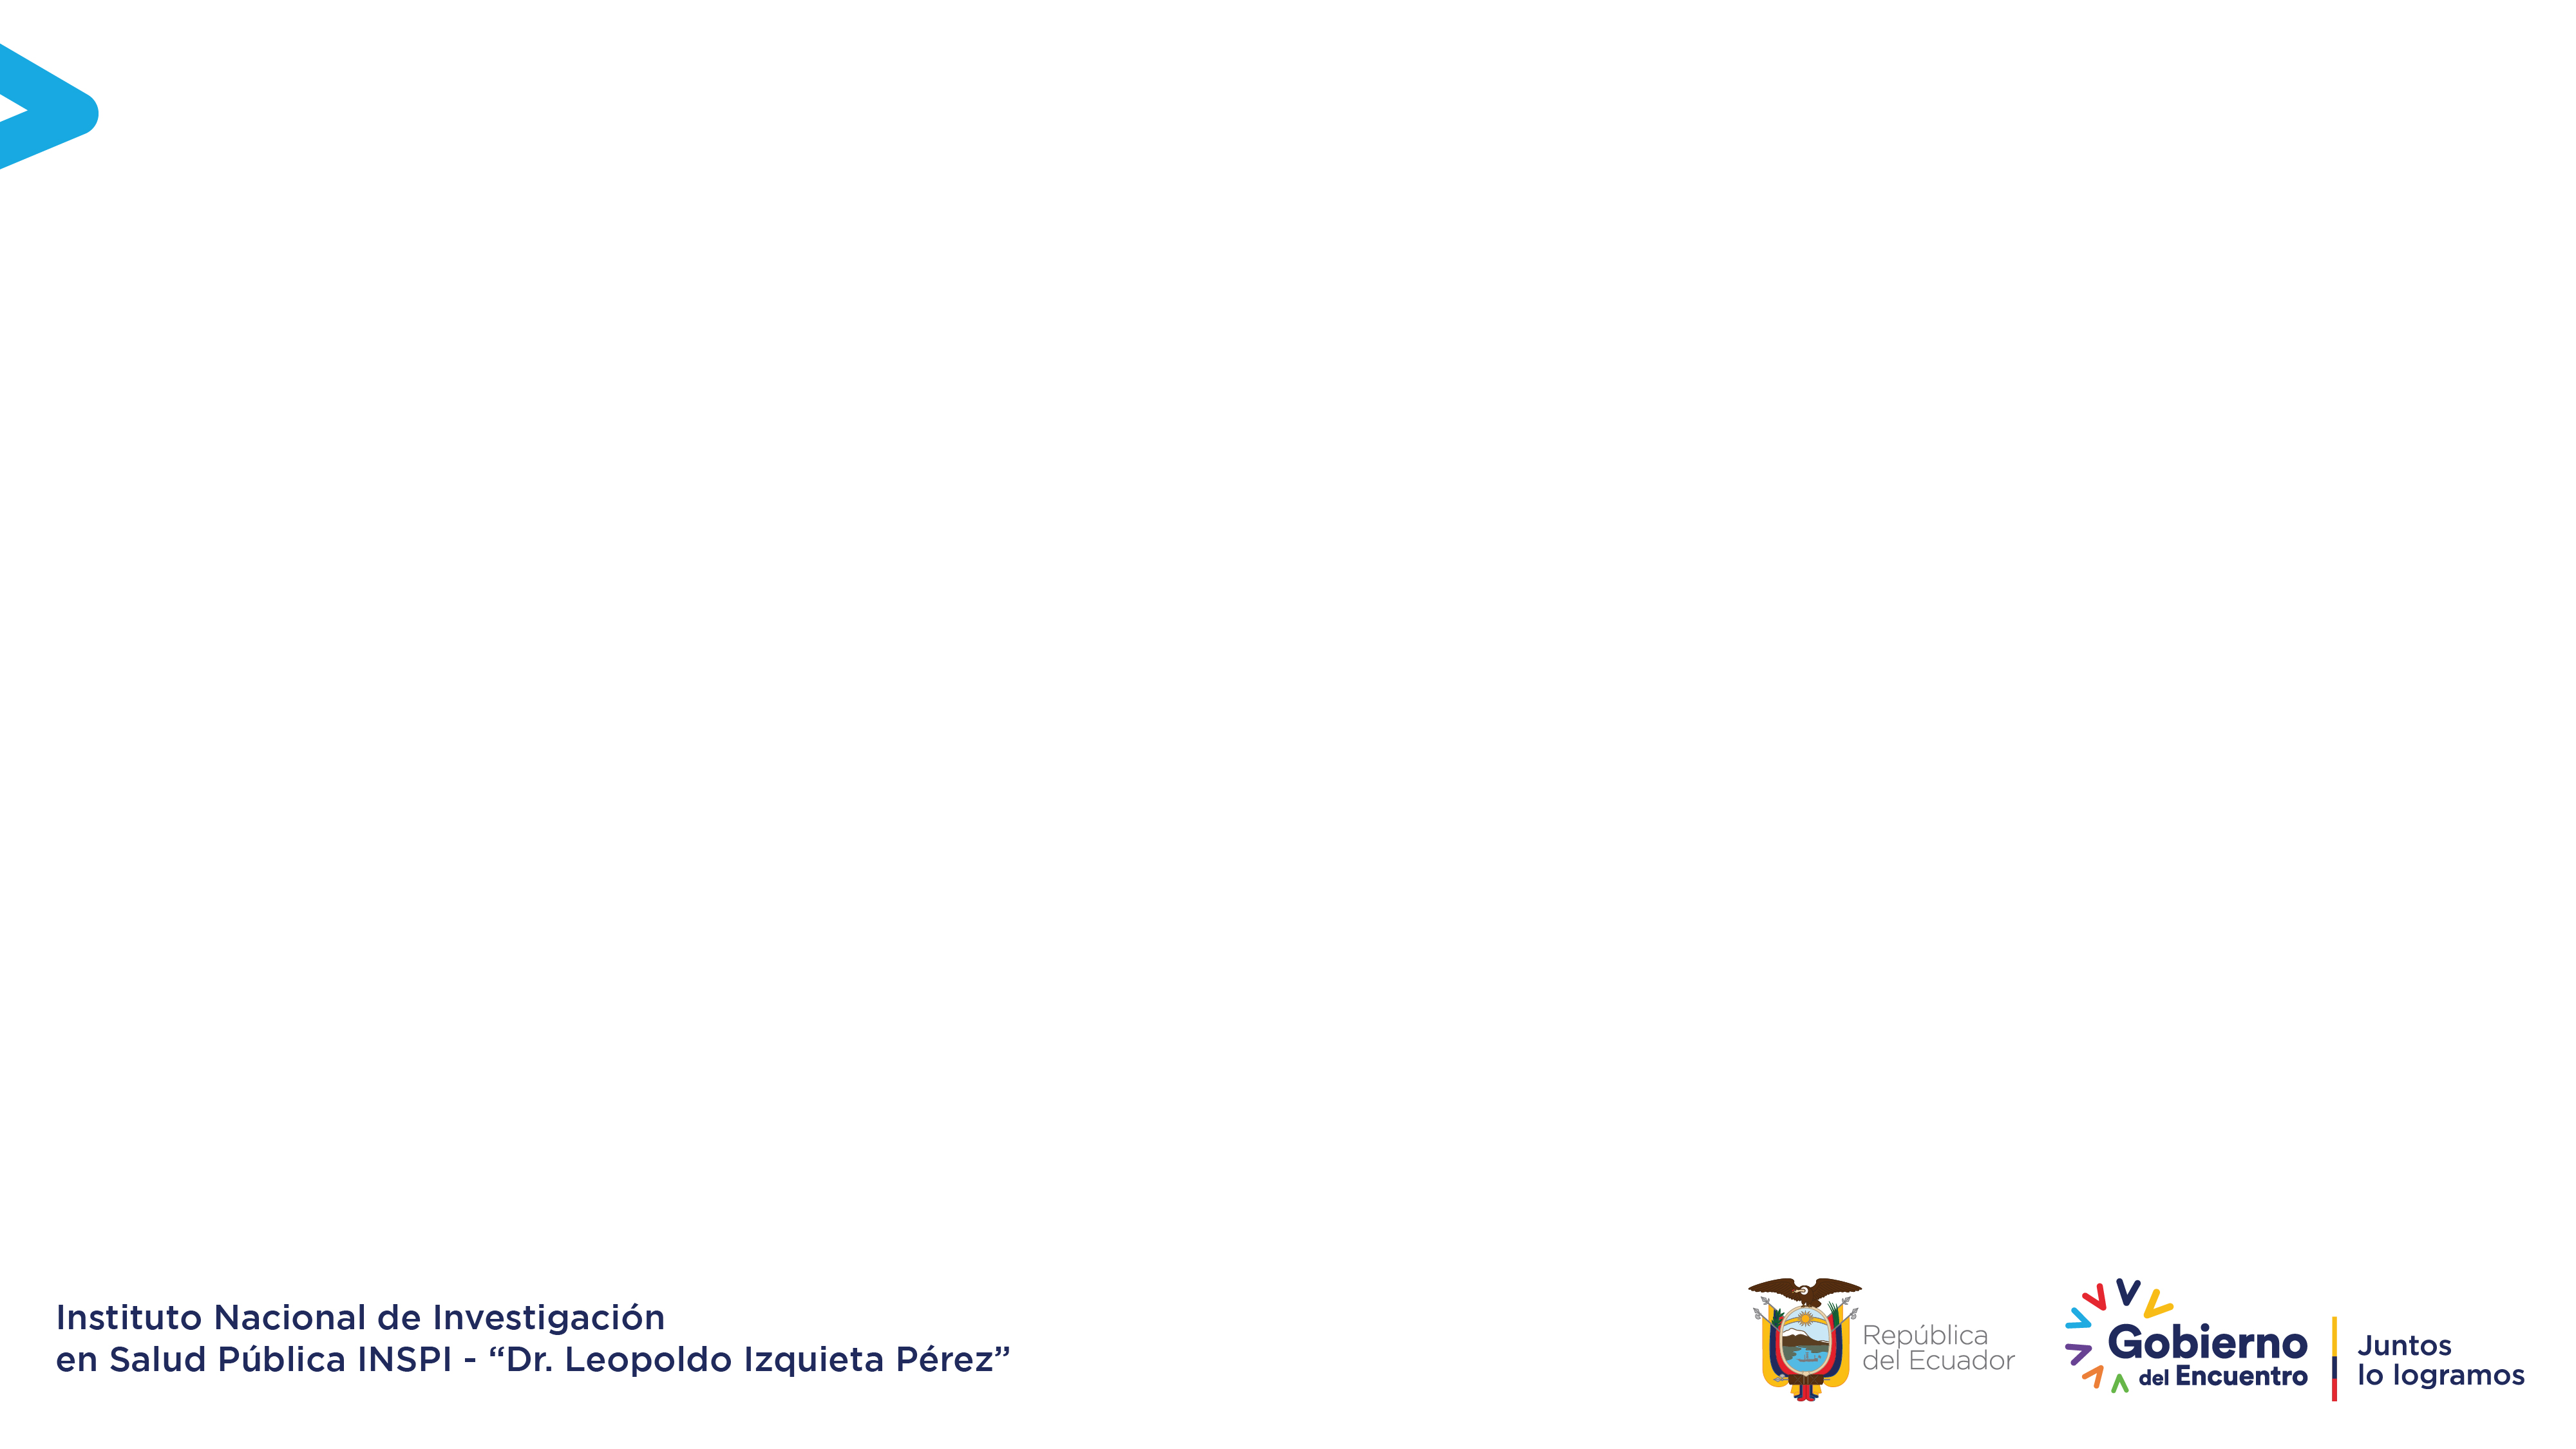 Instituto Nacional de Investigación
en Salud Pública INSPI - “Dr. Leopoldo Izquieta Pérez”
República
del Ecuador
Gobierno
del Encuentro
Juntos
lo logramos